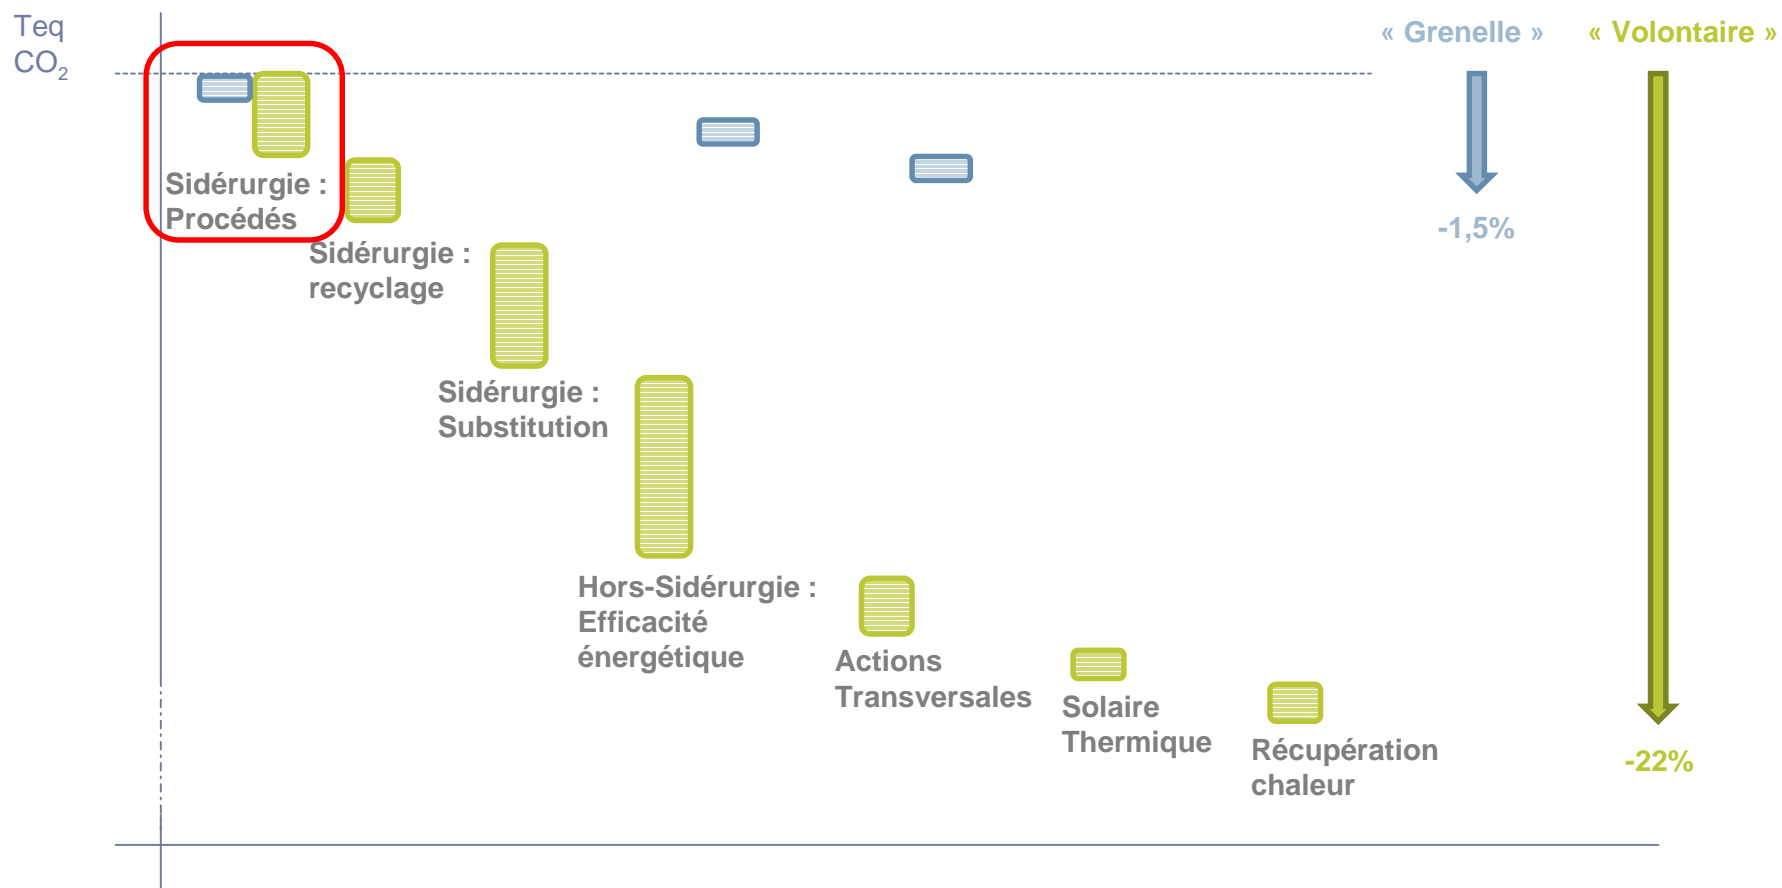 Teq
CO₂
« Grenelle »
« Volontaire »
Sidérurgie :
Procédés
-1,5%
Sidérurgie :
recyclage
Sidérurgie :
Substitution
Hors-Sidérurgie :
Efficacité
énergétique
Actions
Transversales
Solaire
Thermique
Récupération
chaleur
-22%